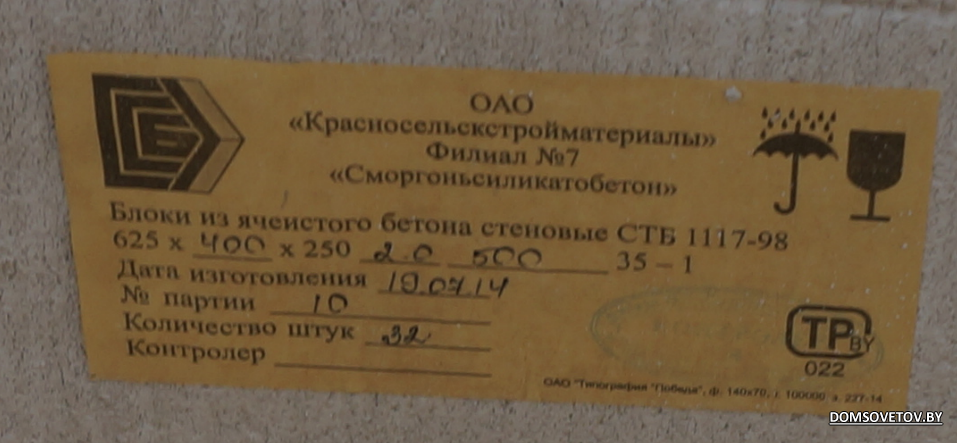 ОАО
«Красносельскстройматериалы»
Филиал №7
«Сморгоньсиликатобетон»
Блоки из ячеистого бетона стеновые СТБ 1117-98
625 х 400 х 250 2.0 500 35 – 1
Дата изготовления 19.07.14
№ партии 10
Количество штук 32
Контролер
ТР BY
022
ОАО "Типография "Победа", ф. 140х70, т. 100000 з. 227-14
DOMSOVETOV.BY